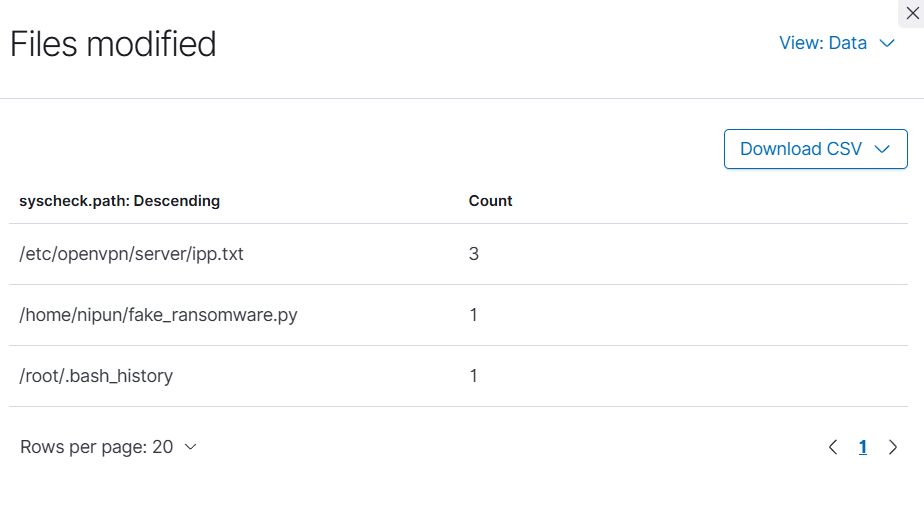 Files modified
View: Data
Download CSV
syscheck.path: Descending Count
/etc/openvpn/server/ipp.txt 3
/home/nipun/fake_ransomware.py 1
/root/.bash_history 1
Rows per page: 20
1